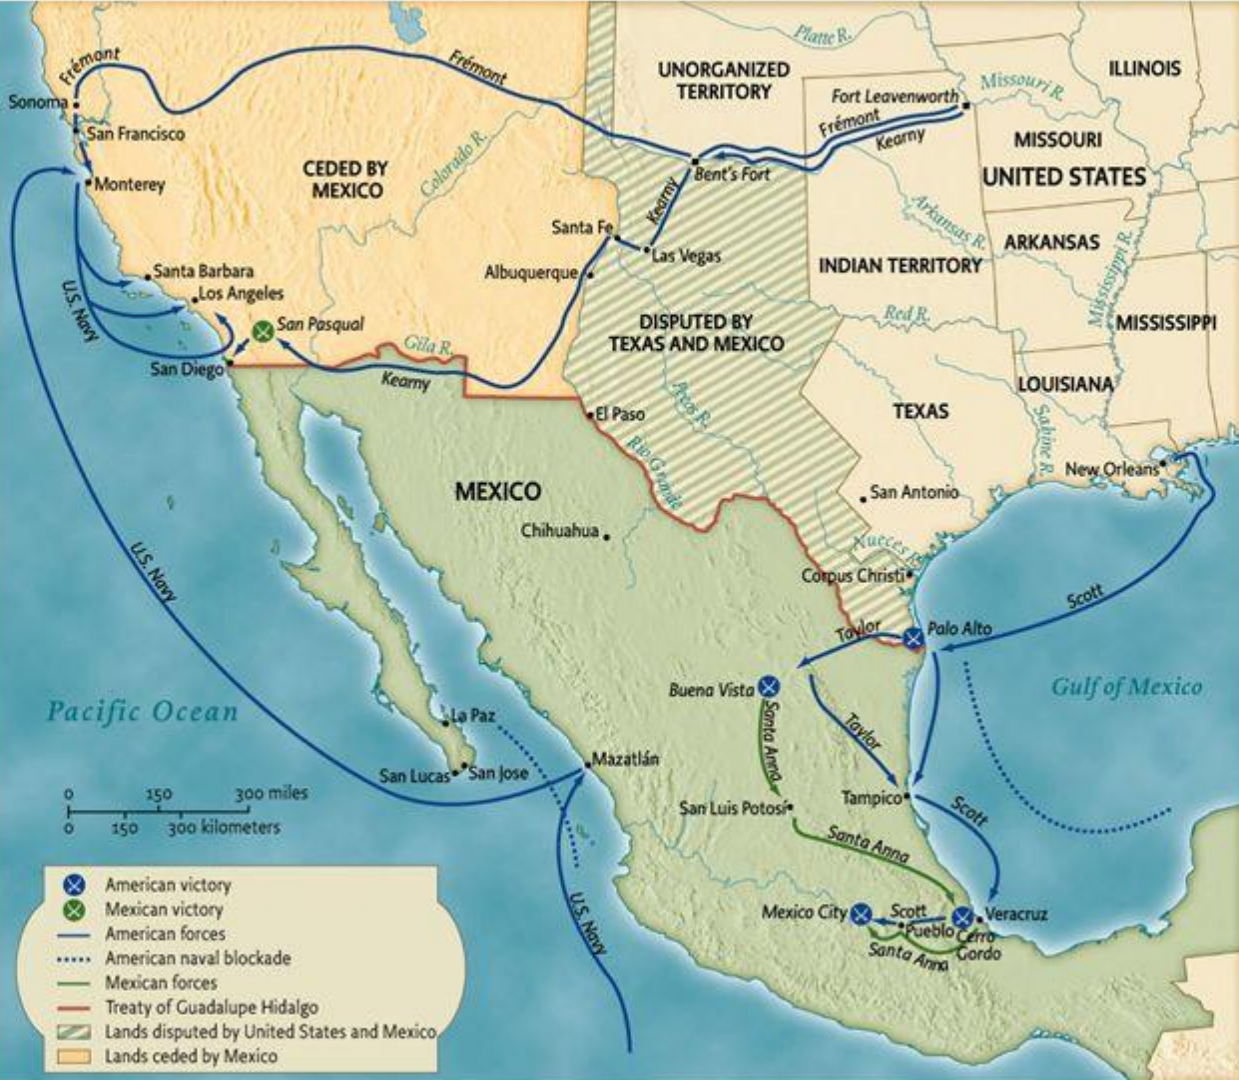 Platte R.
Frémont
Frémont
UNORGANIZED
TERRITORY
ILLINOIS
Missouri R.
Fort Leavenworth
Sonoma
San Francisco
Frémont
Kearny
MISSOURI
UNITED STATES
CEDED BY
MEXICO
Colorado R.
Bent's Fort
Monterey
Kearny
Arkansas R.
Santa Fe
Las Vegas
ARKANSAS
Mississippi R.
Santa Barbara
Albuquerque
INDIAN TERRITORY
Los Angeles
U.S. Navy
San Pasqual
Red R.
DISPUTED BY
TEXAS AND MEXICO
MISSISSIPPI
Gila R.
San Diego
Kearny
LOUISIANA
Pecos R.
El Paso
TEXAS
Sabine R.
Rio Grande
New Orleans
MEXICO
San Antonio
Chihuahua
Nueces R.
U.S. Navy
Corpus Christi
Scott
Taylor
Palo Alto
Buena Vista
Gulf of Mexico
Pacific Ocean
La Paz
Santa Anna
Taylor
San Lucas
San Jose
Mazatlán
0 150 300 miles
0 150 300 kilometers
San Luis Potosí
Tampico
Scott
Santa Anna
U.S. Navy
Mexico City
Scott
Veracruz
Pueblo
Cerro
Gordo
Santa Anna
American victory
Mexican victory
American forces
American naval blockade
Mexican forces
Treaty of Guadalupe Hidalgo
Lands disputed by United States and Mexico
Lands ceded by Mexico